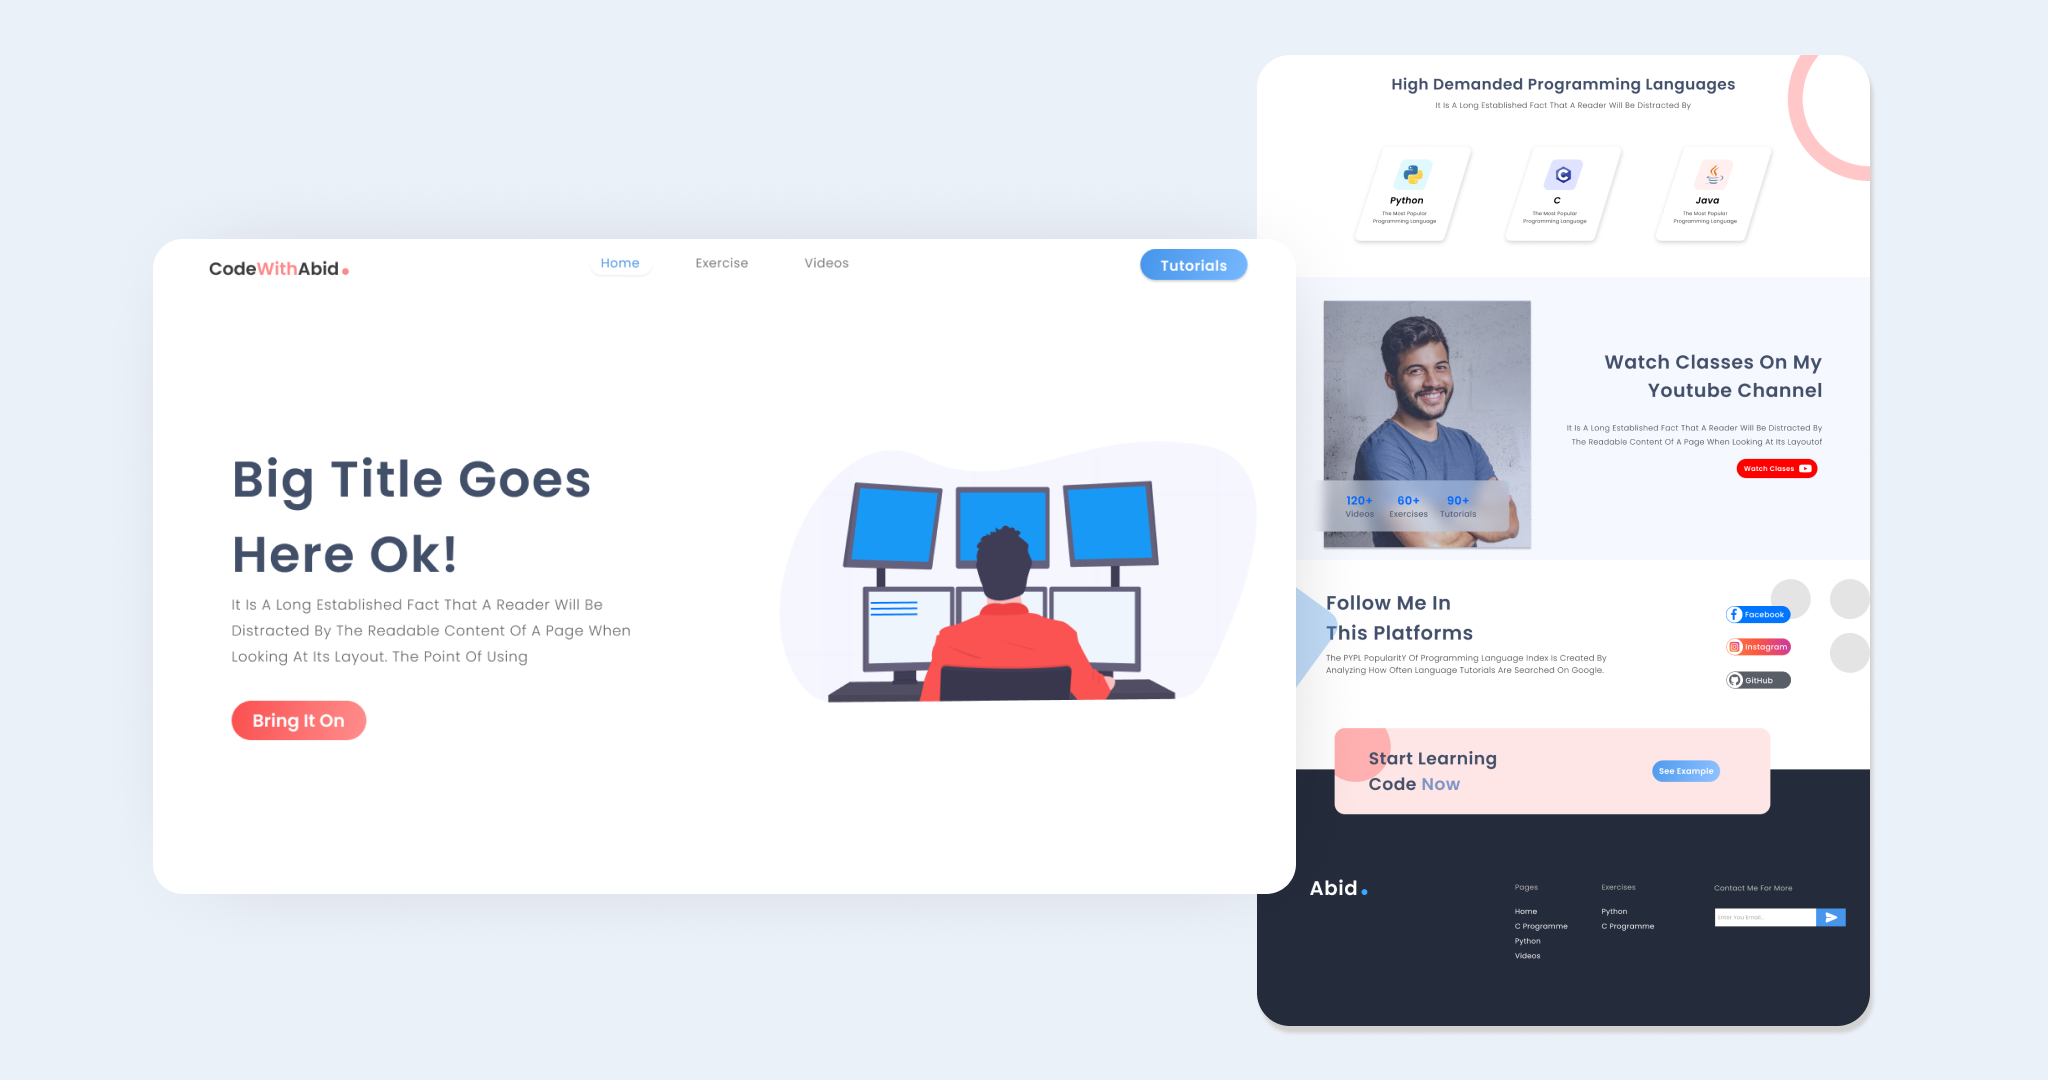 CodeWithAbid.
Home
Exercise
Videos
Tutorials
Big Title Goes
Here Ok!
It Is A Long Established Fact That A Reader Will Be
Distracted By The Readable Content Of A Page When
Looking At Its Layout. The Point Of Using
Bring It On
High Demanded Programming Languages
It Is A Long Established Fact That A Reader Will Be Distracted By
Python
The Most Popular
Programming Language
C
The Most Popular
Programming Language
Java
The Most Popular
Programming Language
Watch Classes On My
Youtube Channel
It Is A Long Established Fact That A Reader Will Be Distracted By
The Readable Content Of A Page When Looking At Its Layoutof
Watch Clases
120+
Videos
60+
Exercises
90+
Tutorials
Follow Me In
This Platforms
The PYPL PopularitY Of Programming Language Index Is Created By
Analyzing How Often Language Tutorials Are Searched On Google.
Facebook
Instagram
GitHub
Start Learning
Code Now
See Example
Abid.
Pages
Home
C Programme
Python
Videos
Exercises
Python
C Programme
Contact Me For More
Enter You Email..